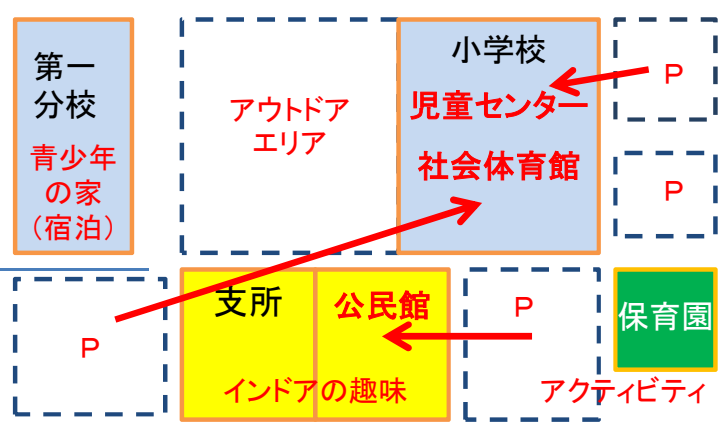 第一
分校
青少年
の家
（宿泊）
アウトドア
エリア
小学校
児童センター
社会体育館
Ｐ
Ｐ
Ｐ
支所
公民館
インドアの趣味
Ｐ
アクティビティ
保育園